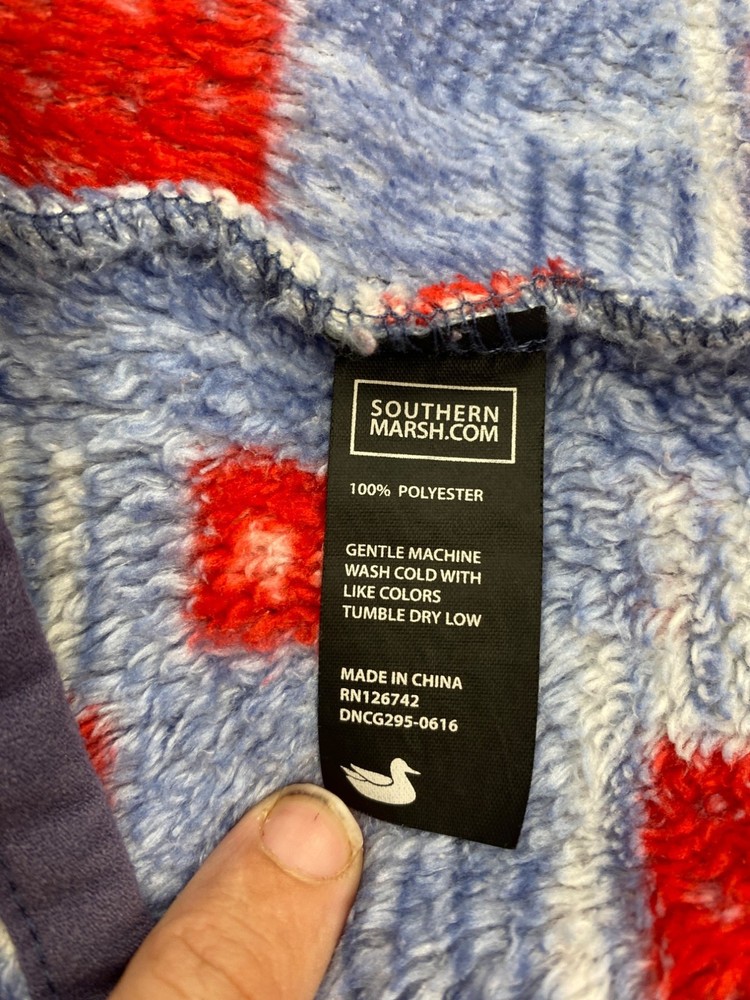 SOUTHERN
MARSH.COM
100% POLYESTER
GENTLE MACHINE
WASH COLD WITH
LIKE COLORS
TUMBLE DRY LOW
MADE IN CHINA
RN126742
DNCG295-0616